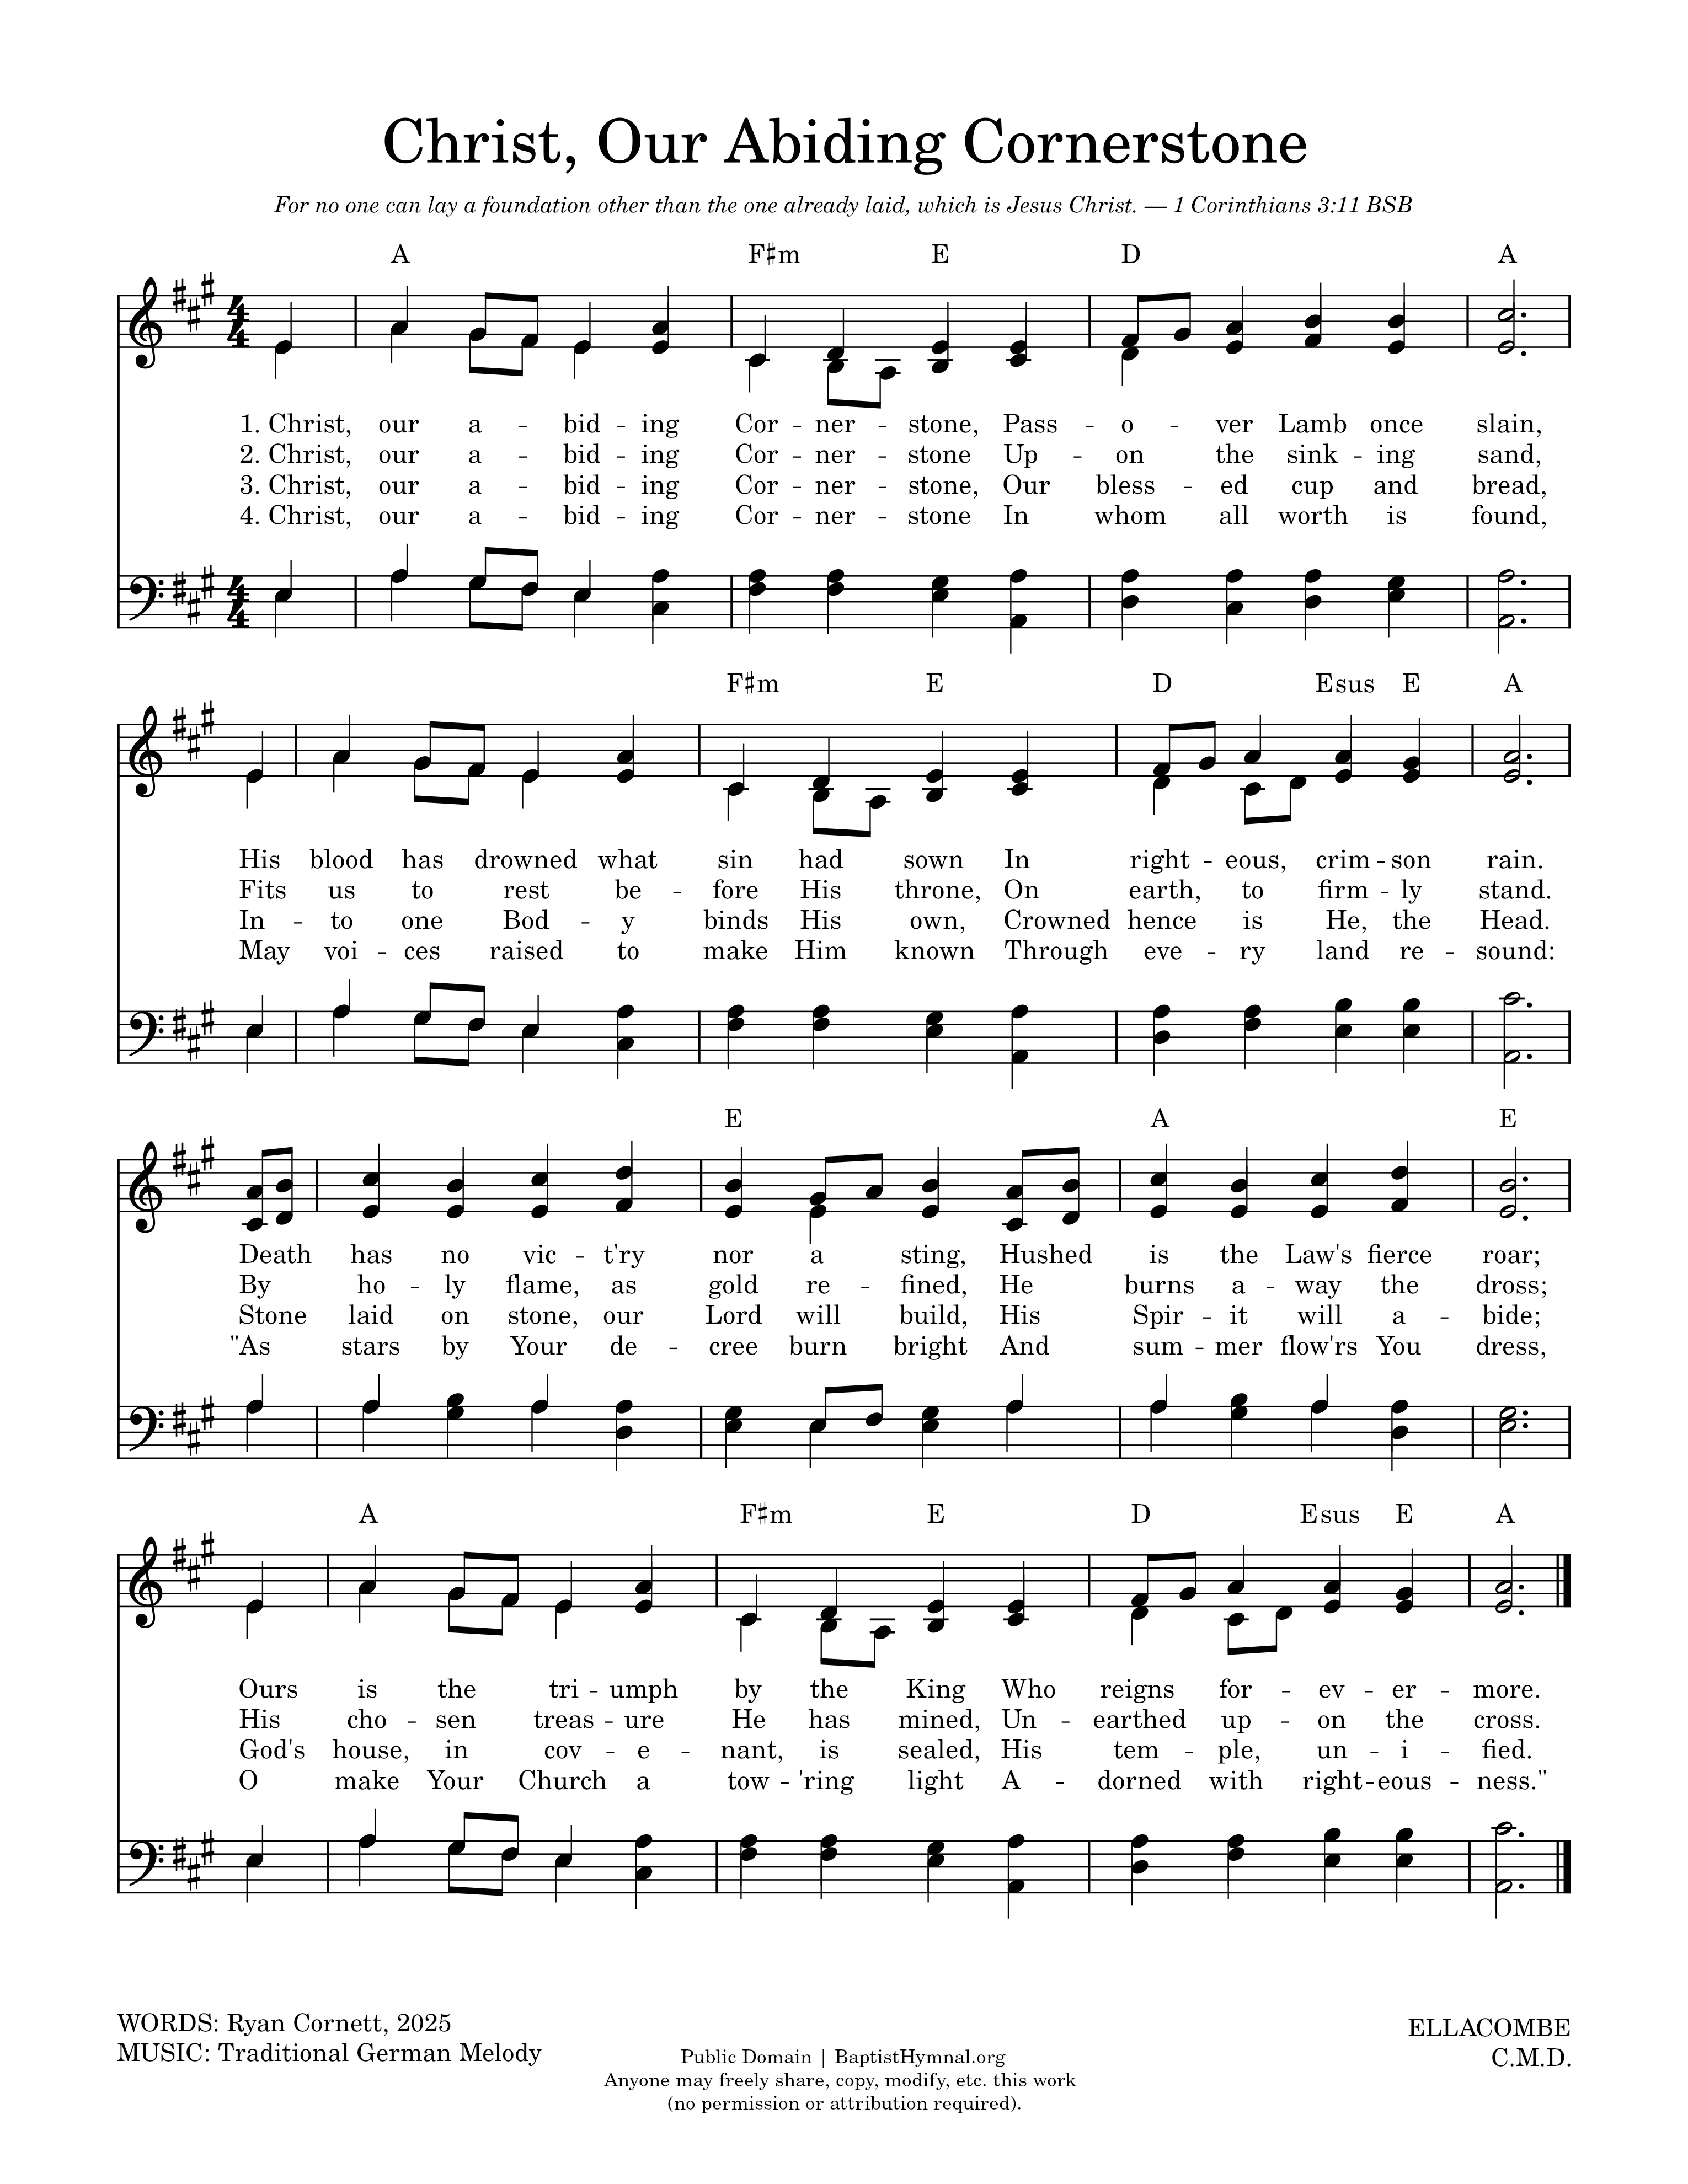 Christ, Our Abiding Cornerstone
For no one can lay a foundation other than the one already laid, which is Jesus Christ. — 1 Corinthians 3:11 BSB
A F♯m E D A
4 4
1. Christ, our a - bid - ing Cor - ner - stone, Pass - o - ver Lamb once slain,
2. Christ, our a - bid - ing Cor - ner - stone Up - on the sink - ing sand,
3. Christ, our a - bid - ing Cor - ner - stone, Our bless - ed cup and bread,
4. Christ, our a - bid - ing Cor - ner - stone In whom all worth is found,
4 4
F♯m E D Esus E A
His blood has drowned what sin had sown In right - eous, crim - son rain.
Fits us to rest be - fore His throne, On earth, to firm - ly stand.
In - to one Bod - y binds His own, Crowned hence is He, the Head.
May voi - ces raised to make Him known Through eve - ry land re - sound:
E A E
Death has no vic - t'ry nor a sting, Hushed is the Law's fierce roar;
By ho - ly flame, as gold re - fined, He burns a - way the dross;
Stone laid on stone, our Lord will build, His Spir - it will a - bide;
"As stars by Your de - cree burn bright And sum - mer flow'rs You dress,
A F♯m E D Esus E A
Ours is the tri - umph by the King Who reigns for - ev - er - more.
His cho - sen treas - ure He has mined, Un - earthed up - on the cross.
God's house, in cov - e - nant, is sealed, His tem - ple, un - i - fied.
O make Your Church a tow - 'ring light A - dorned with right - eous - ness."
WORDS: Ryan Cornett, 2025
MUSIC: Traditional German Melody
ELLACOMBE
C.M.D.
Public Domain | BaptistHymnal.org
Anyone may freely share, copy, modify, etc. this work
(no permission or attribution required).